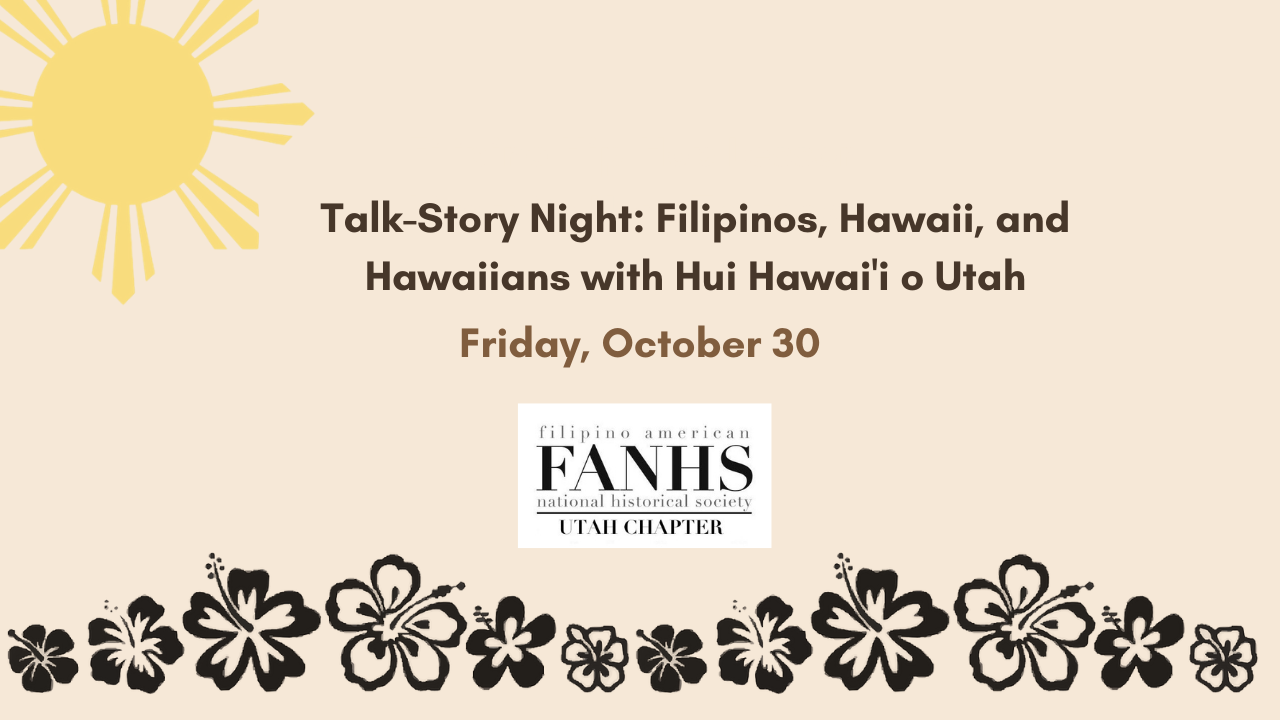 Talk-Story Night: Filipinos, Hawaii, and
Hawaiians with Hui Hawai'i o Utah
Friday, October 30
filipino american
FANHS
national historical society
UTAH CHAPTER